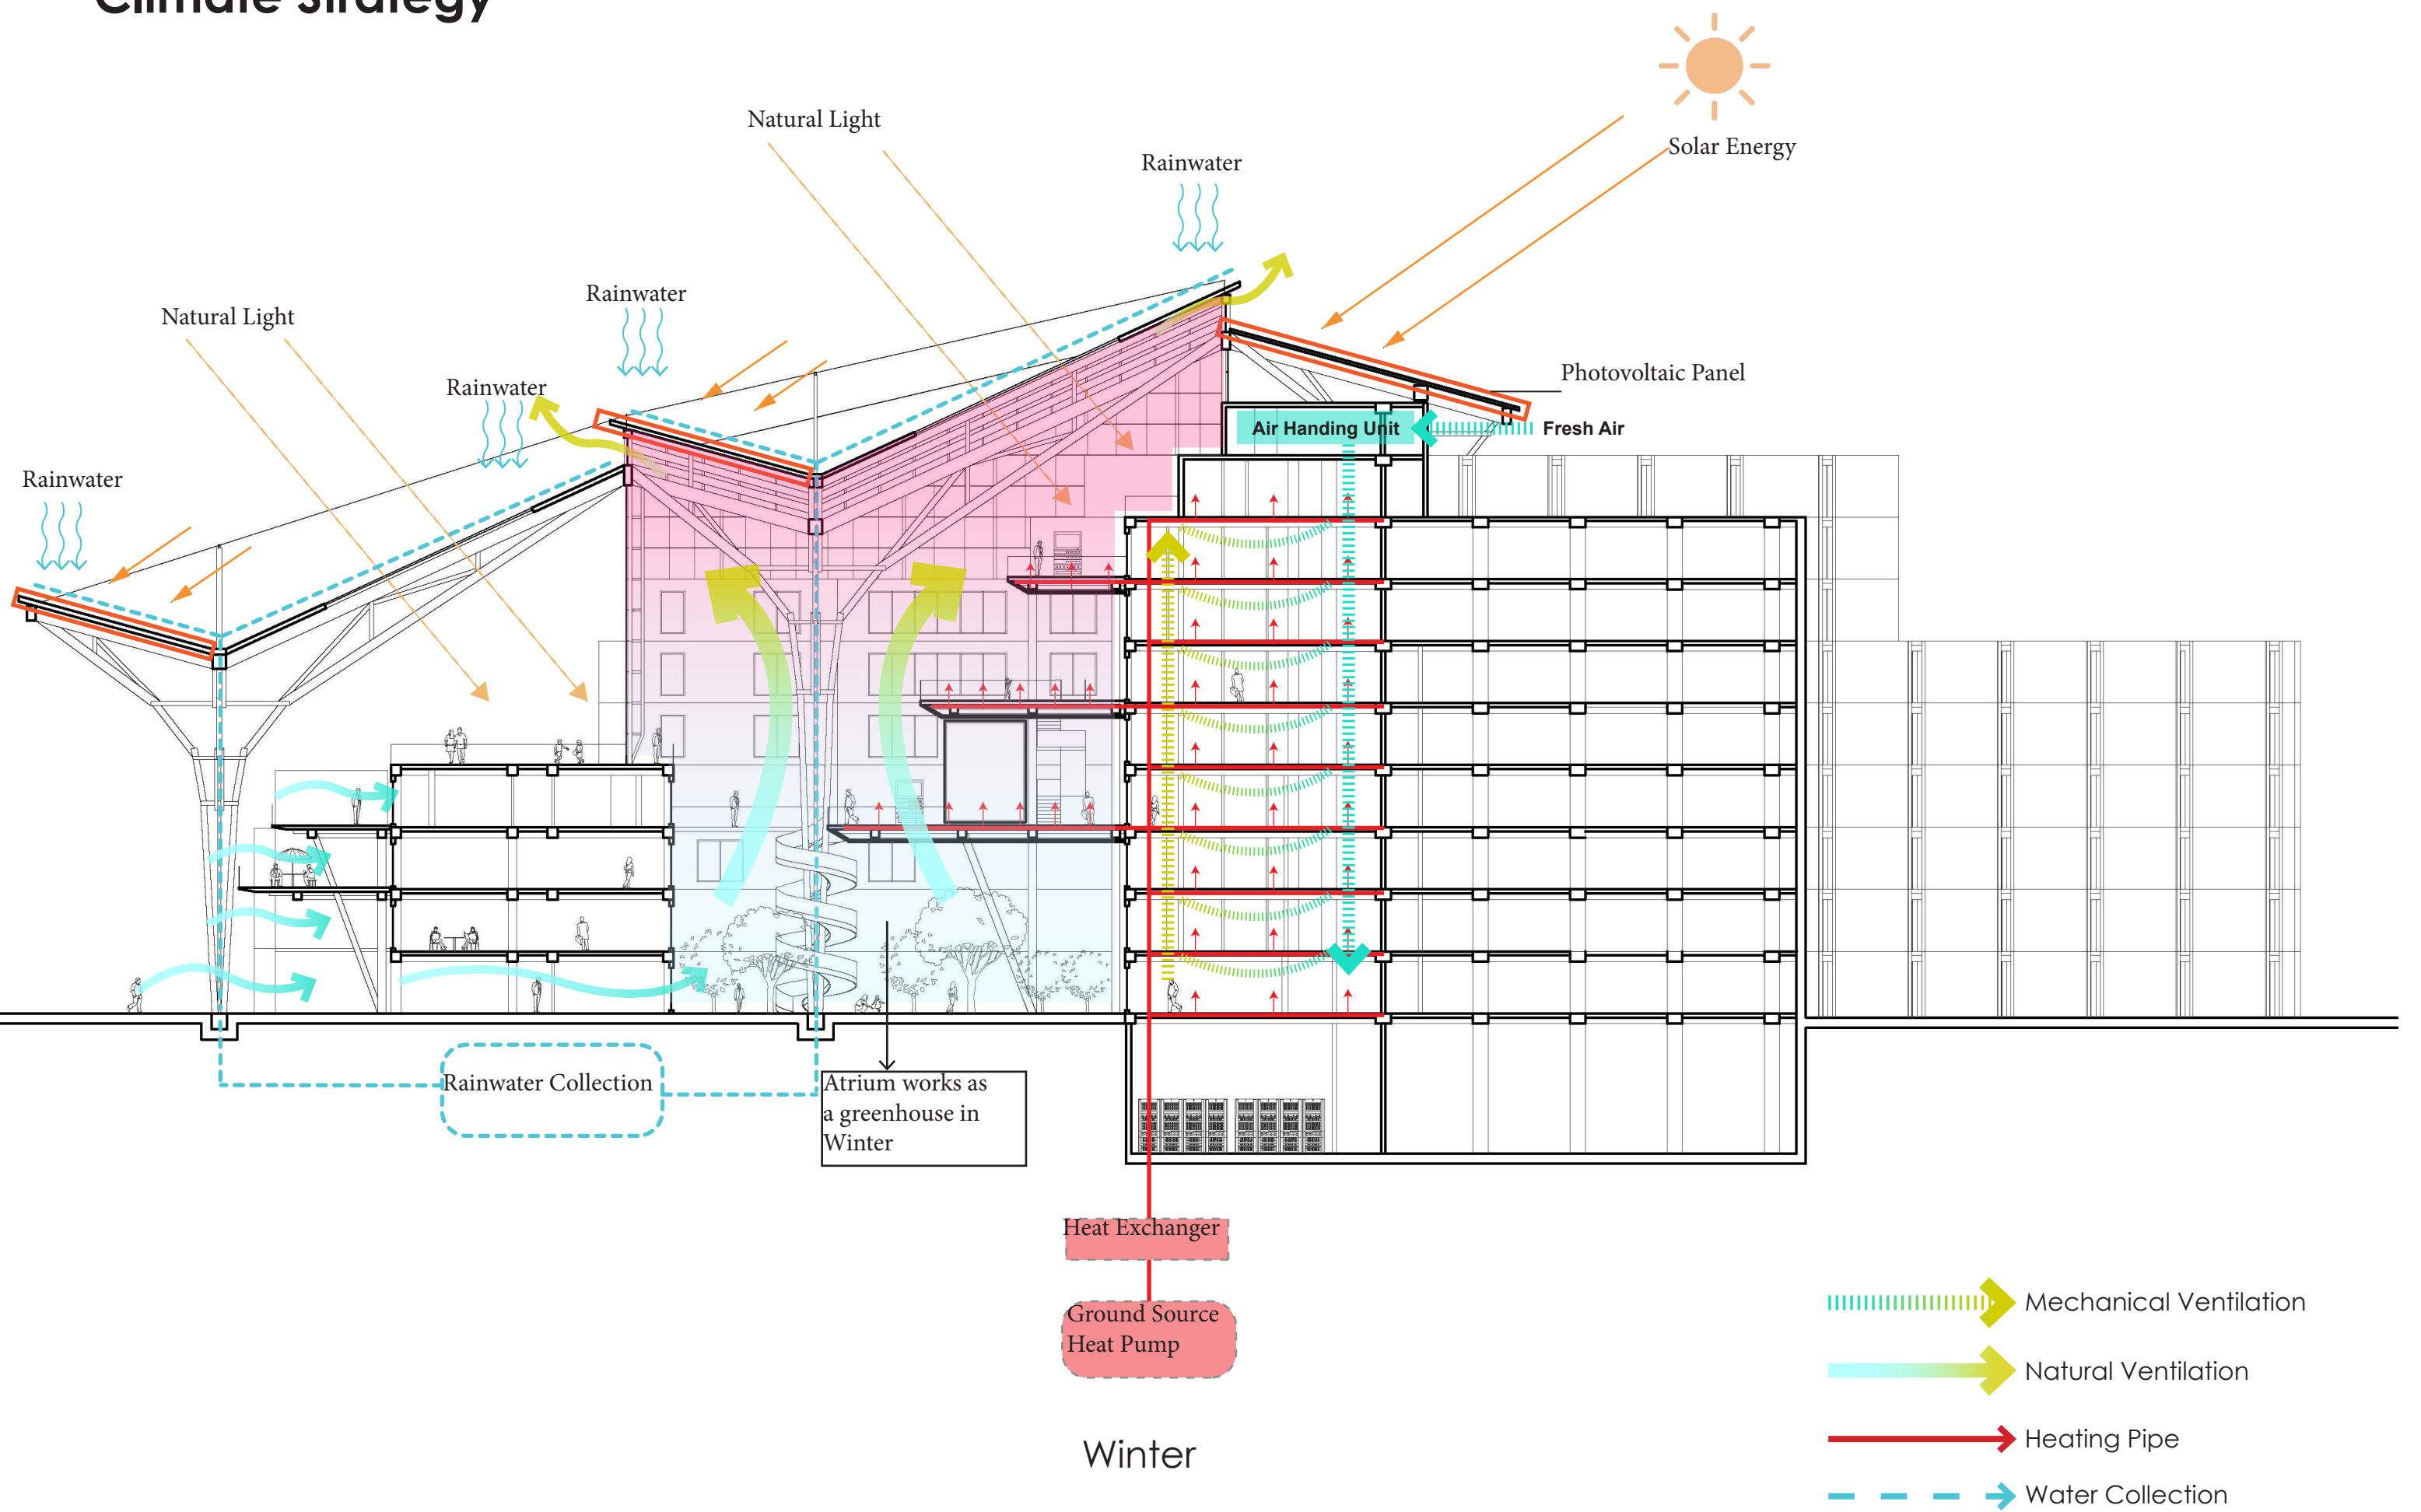 Climate Strategy
Natural Light
Rainwater
Solar Energy
Rainwater
Natural Light
Rainwater
Photovoltaic Panel
Air Handing Unit
Fresh Air
Rainwater
Rainwater Collection
Atrium works as
a greenhouse in
Winter
Heat Exchanger
Ground Source
Heat Pump
Mechanical Ventilation
Natural Ventilation
Heating Pipe
Water Collection
Winter